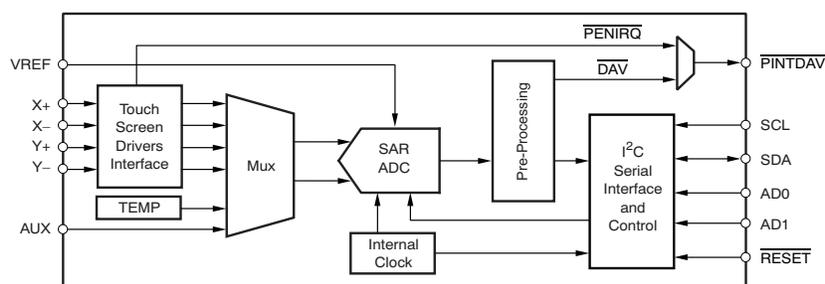 PENIRQ
VREF
DAV
PINTDAV
X+
X–
Y+
Y–
Touch
Screen
Drivers
Interface
Mux
SAR
ADC
Pre-Processing
I²C
Serial
Interface
and
Control
SCL
SDA
AD0
AD1
RESET
TEMP
AUX
Internal
Clock